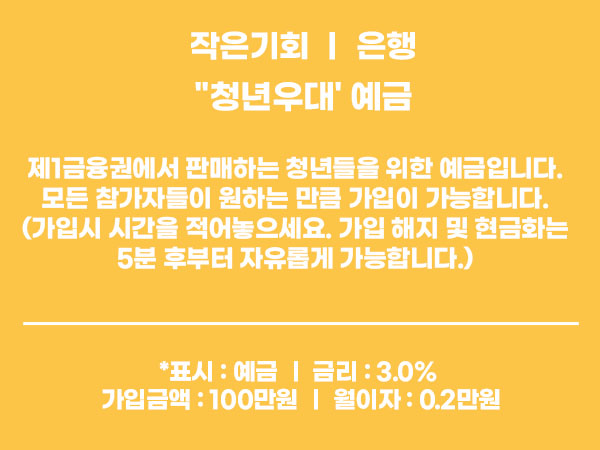 작은기회 | 은행
"청년우대' 예금
제1금융권에서 판매하는 청년들을 위한 예금입니다.
모든 참가자들이 원하는 만큼 가입이 가능합니다.
(가입시 시간을 적어놓으세요. 가입 해지 및 현금화는
5분 후부터 자유롭게 가능합니다.)
*표시 : 예금 | 금리 : 3.0%
가입금액 : 100만원 | 월이자 : 0.2만원